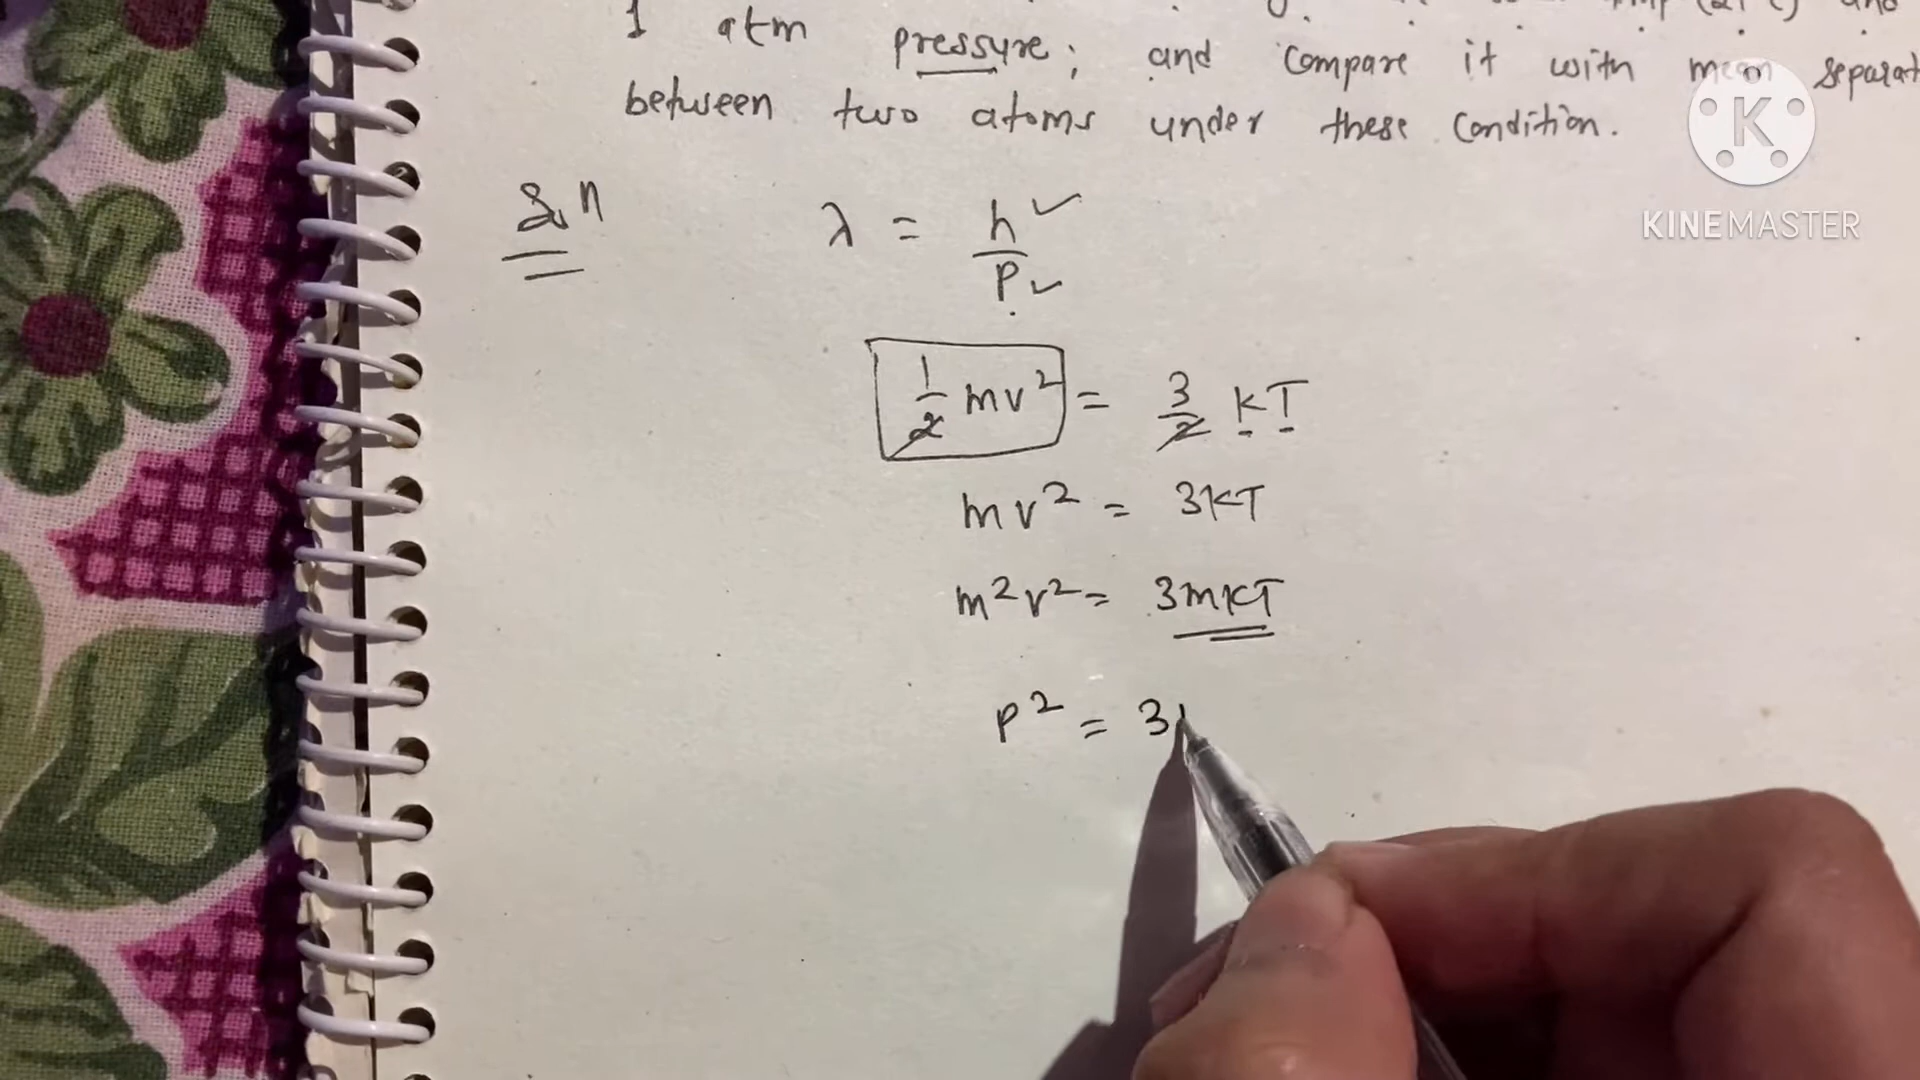 1 atm pressure; and compare it with mean separat
between two atoms under these condition.
Soln
λ = h/P
1/2 mv² = 3/2 KT
mv² = 3KT
m²v² = 3mKT
P² = 3
K
KINEMASTER